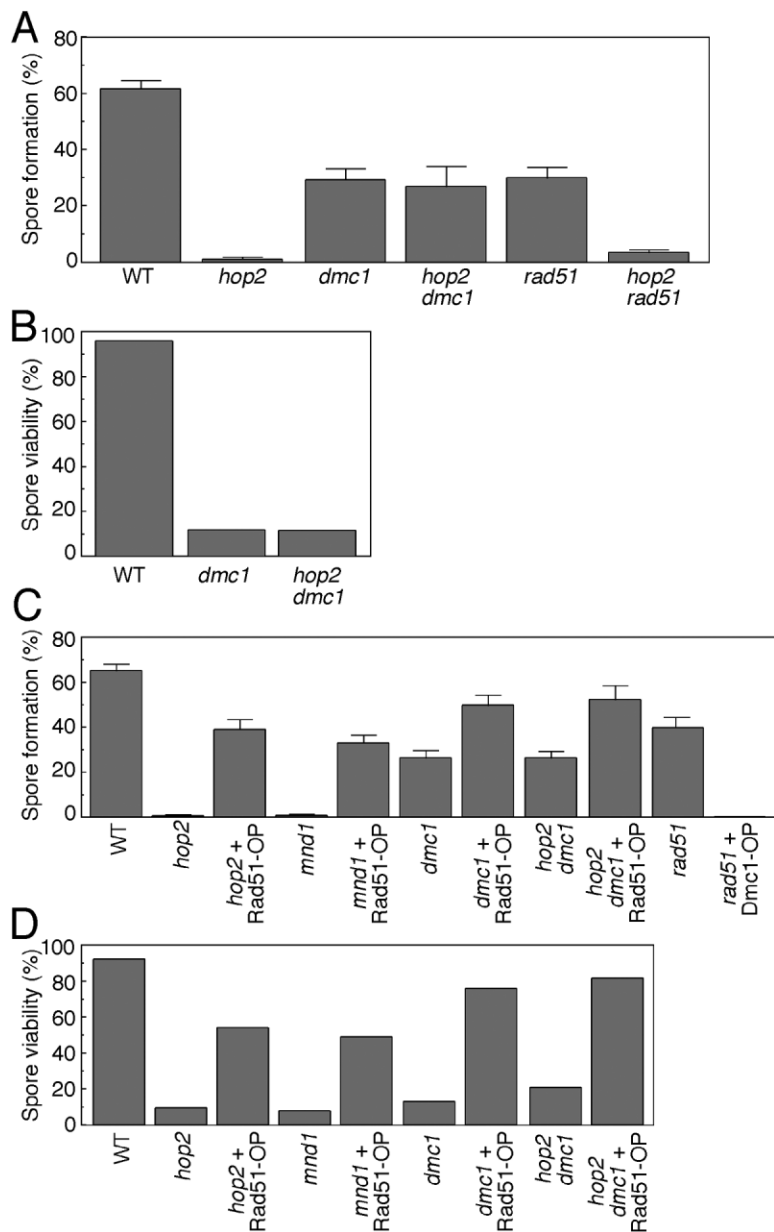 A
Spore formation (%)
80
60
40
20
0
WT
hop2
dmc1
hop2
dmc1
rad51
hop2
rad51
B
Spore viability (%)
100
80
60
40
20
0
WT
dmc1
hop2
dmc1
C
Spore formation (%)
80
60
40
20
0
WT
hop2
hop2 +
Rad51-OP
mnd1
mnd1 +
Rad51-OP
dmc1
dmc1 +
Rad51-OP
hop2
dmc1
hop2
dmc1 +
Rad51-OP
rad51
rad51 +
Dmc1-OP
D
Spore viability (%)
100
80
60
40
20
0
WT
hop2
hop2 +
Rad51-OP
mnd1
mnd1 +
Rad51-OP
dmc1
dmc1 +
Rad51-OP
hop2
dmc1
hop2
dmc1 +
Rad51-OP